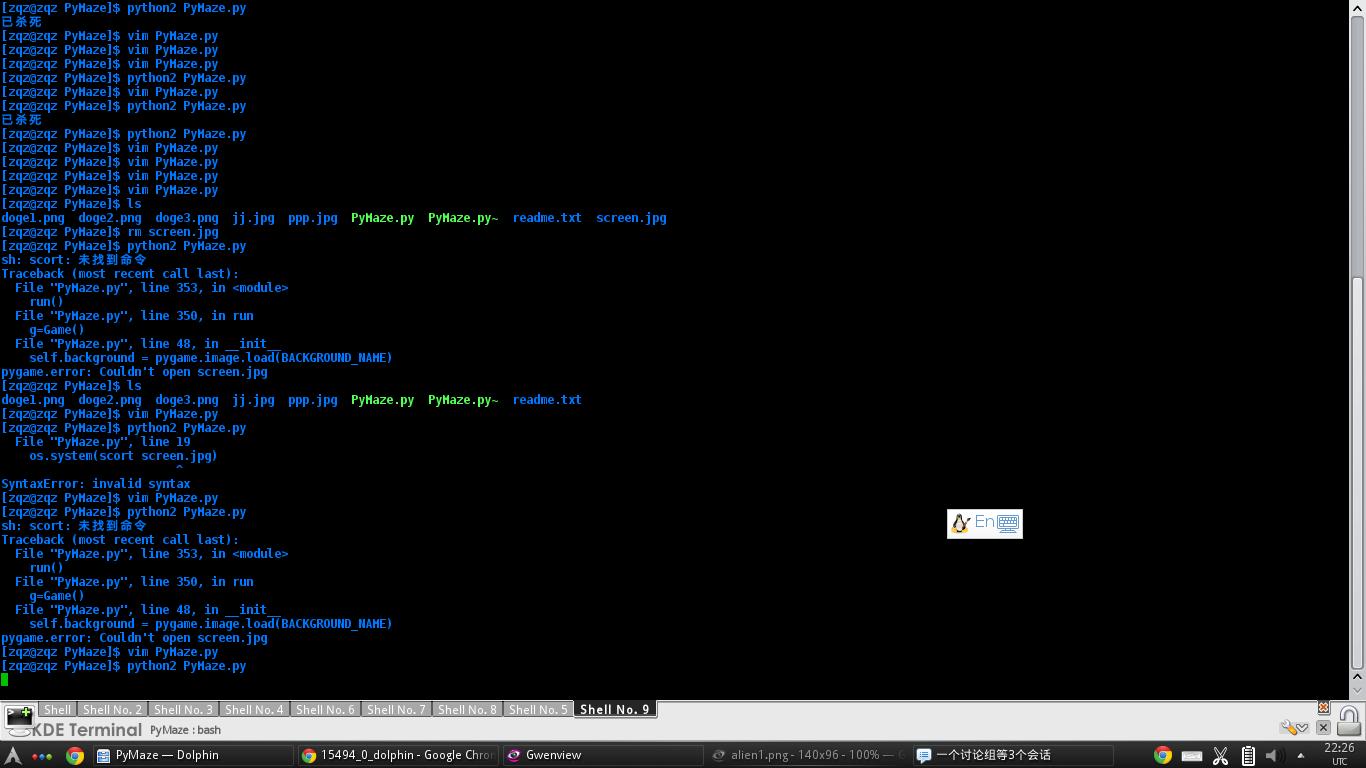 [zqz@zqz PyMaze]$ python2 PyMaze.py
已杀死
[zqz@zqz PyMaze]$ vim PyMaze.py
[zqz@zqz PyMaze]$ vim PyMaze.py
[zqz@zqz PyMaze]$ vim PyMaze.py
[zqz@zqz PyMaze]$ python2 PyMaze.py
[zqz@zqz PyMaze]$ vim PyMaze.py
[zqz@zqz PyMaze]$ python2 PyMaze.py
已杀死
[zqz@zqz PyMaze]$ python2 PyMaze.py
[zqz@zqz PyMaze]$ vim PyMaze.py
[zqz@zqz PyMaze]$ vim PyMaze.py
[zqz@zqz PyMaze]$ vim PyMaze.py
[zqz@zqz PyMaze]$ vim PyMaze.py
[zqz@zqz PyMaze]$ ls
doge1.png  doge2.png  doge3.png  jj.jpg  ppp.jpg  PyMaze.py  PyMaze.py~  readme.txt  screen.jpg
[zqz@zqz PyMaze]$ rm screen.jpg
[zqz@zqz PyMaze]$ python2 PyMaze.py
sh: scort: 未找到命令
Traceback (most recent call last):
  File "PyMaze.py", line 353, in <module>
    run()
  File "PyMaze.py", line 350, in run
    g=Game()
  File "PyMaze.py", line 48, in __init__
    self.background = pygame.image.load(BACKGROUND_NAME)
pygame.error: Couldn't open screen.jpg
[zqz@zqz PyMaze]$ ls
doge1.png  doge2.png  doge3.png  jj.jpg  ppp.jpg  PyMaze.py  PyMaze.py~  readme.txt
[zqz@zqz PyMaze]$ vim PyMaze.py
[zqz@zqz PyMaze]$ python2 PyMaze.py
  File "PyMaze.py", line 19
    os.system(scort screen.jpg)
                         ^
SyntaxError: invalid syntax
[zqz@zqz PyMaze]$ vim PyMaze.py
[zqz@zqz PyMaze]$ python2 PyMaze.py
sh: scort: 未找到命令
Traceback (most recent call last):
  File "PyMaze.py", line 353, in <module>
    run()
  File "PyMaze.py", line 350, in run
    g=Game()
  File "PyMaze.py", line 48, in __init__
    self.background = pygame.image.load(BACKGROUND_NAME)
pygame.error: Couldn't open screen.jpg
[zqz@zqz PyMaze]$ vim PyMaze.py
[zqz@zqz PyMaze]$ python2 PyMaze.py
En
Shell  Shell No. 2  Shell No. 3  Shell No. 4  Shell No. 6  Shell No. 7  Shell No. 8  Shell No. 5  Shell No. 9
KDE Terminal  PyMaze : bash
PyMaze — Dolphin  15494_0_dolphin - Google Chron  Gwenview  alien1.png - 140x96 - 100% —  一个讨论组等3个会话  22:26
UTC